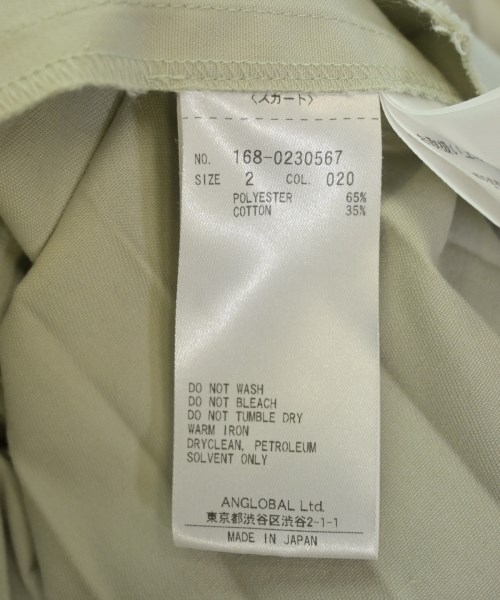 〈スカート〉
NO. 168-0230567
SIZE 2 COL. 020
POLYESTER 65%
COTTON 35%
DO NOT WASH
DO NOT BLEACH
DO NOT TUMBLE DRY
WARM IRON
DRYCLEAN, PETROLEUM
SOLVENT ONLY
ANGLOBAL Ltd.
東京都渋谷区渋谷2-1-1
MADE IN JAPAN